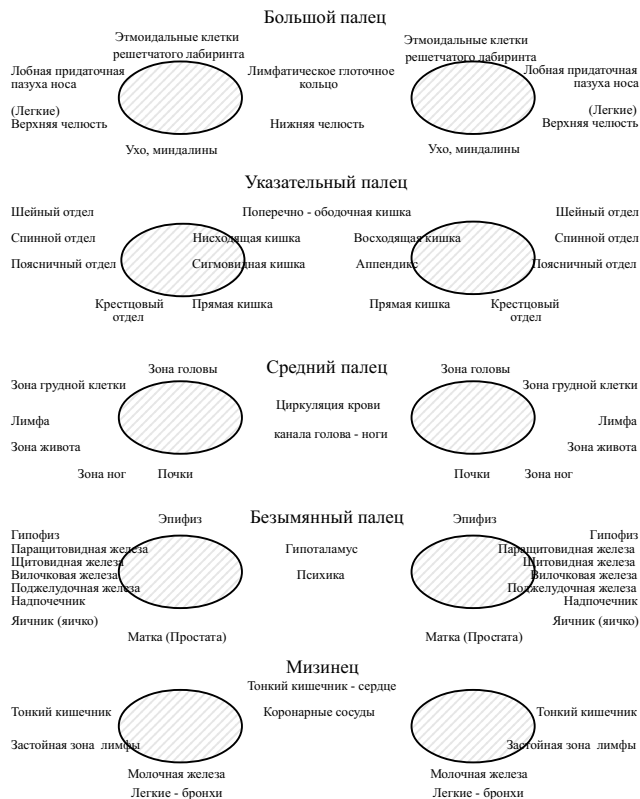 Большой палец
Этмоидальные клетки
решетчатого лабиринта
Этмоидальные клетки
решетчатого лабиринта
Лобная придаточная
пазуха носа
Лимфатическое глоточное
кольцо
Лобная придаточная
пазуха носа
(Легкие)
Верхняя челюсть
Нижняя челюсть
(Легкие)
Верхняя челюсть
Ухо, миндалины
Ухо, миндалины
Указательный палец
Шейный отдел
Поперечно - ободочная кишка
Шейный отдел
Спинной отдел
Нисходящая кишка
Восходящая кишка
Спинной отдел
Поясничный отдел
Сигмовидная кишка
Аппендикс
Поясничный отдел
Крестцовый
отдел
Прямая кишка
Прямая кишка
Крестцовый
отдел
Средний палец
Зона головы
Зона головы
Зона грудной клетки
Циркуляция крови
Зона грудной клетки
Лимфа
канала голова - ноги
Лимфа
Зона живота
Зона живота
Зона ног
Почки
Почки
Зона ног
Безымянный палец
Эпифиз
Эпифиз
Гипофиз
Паращитовидная железа
Щитовидная железа
Вилочковая железа
Поджелудочная железа
Надпочечник
Яичник (яичко)
Гипоталамус
Психика
Гипофиз
Паращитовидная железа
Щитовидная железа
Вилочковая железа
Поджелудочная железа
Надпочечник
Яичник (яичко)
Матка (Простата)
Матка (Простата)
Мизинец
Тонкий кишечник - сердце
Тонкий кишечник
Коронарные сосуды
Тонкий кишечник
Застойная зона лимфы
Застойная зона лимфы
Молочная железа
Молочная железа
Легкие - бронхи
Легкие - бронхи